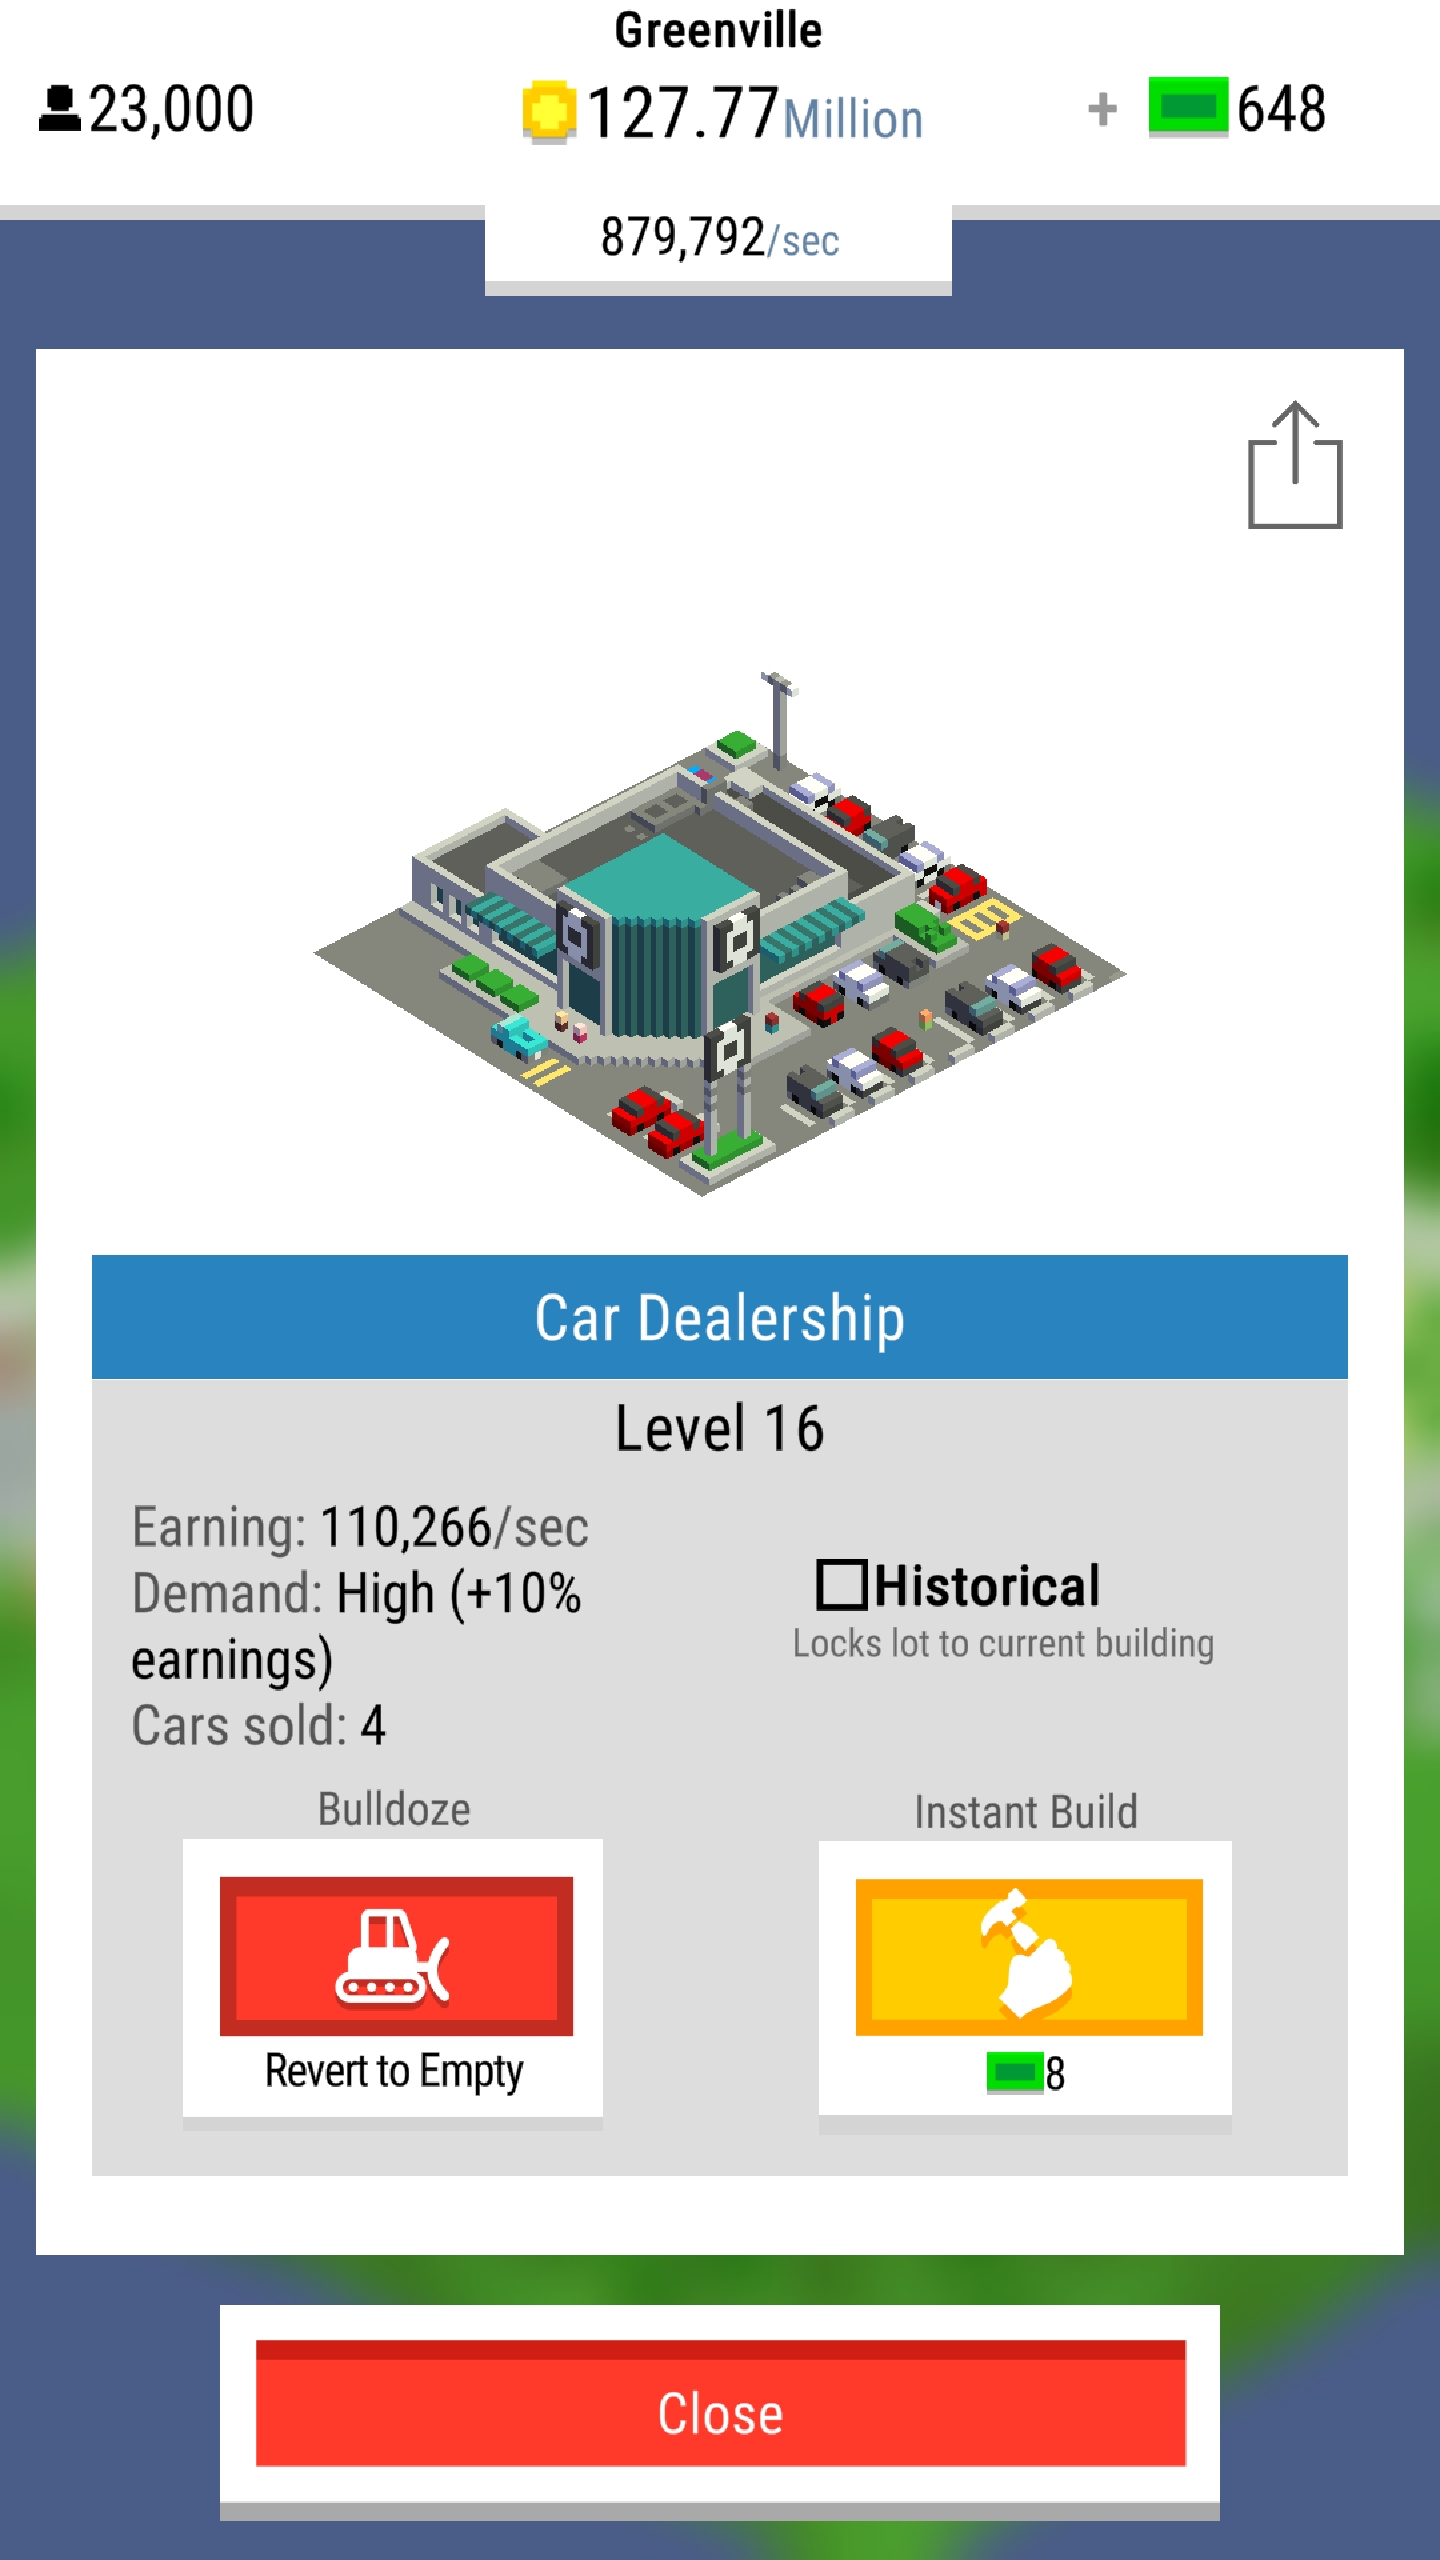 Greenville
23,000
127.77Million
+ 648
879,792/sec
Car Dealership
Level 16
Earning: 110,266/sec
Demand: High (+10%
earnings)
Cars sold: 4
Historical
Locks lot to current building
Bulldoze
Revert to Empty
Instant Build
8
Close